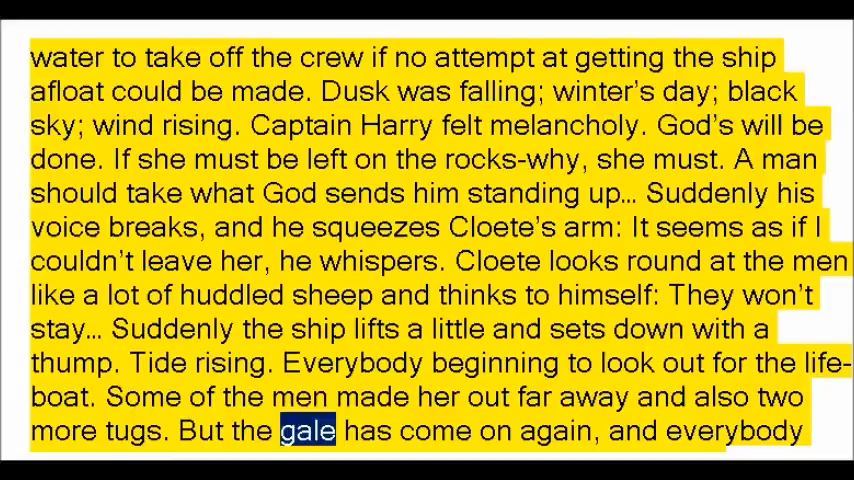 water to take off the crew if no attempt at getting the ship
afloat could be made. Dusk was falling; winter's day; black
sky; wind rising. Captain Harry felt melancholy. God's will be
done. If she must be left on the rocks-why, she must. A man
should take what God sends him standing up... Suddenly his
voice breaks, and he squeezes Cloete's arm: It seems as if I
couldn't leave her, he whispers. Cloete looks round at the men
like a lot of huddled sheep and thinks to himself: They won't
stay... Suddenly the ship lifts a little and sets down with a
thump. Tide rising. Everybody beginning to look out for the life-
boat. Some of the men made her out far away and also two
more tugs. But the gale has come on again, and everybody